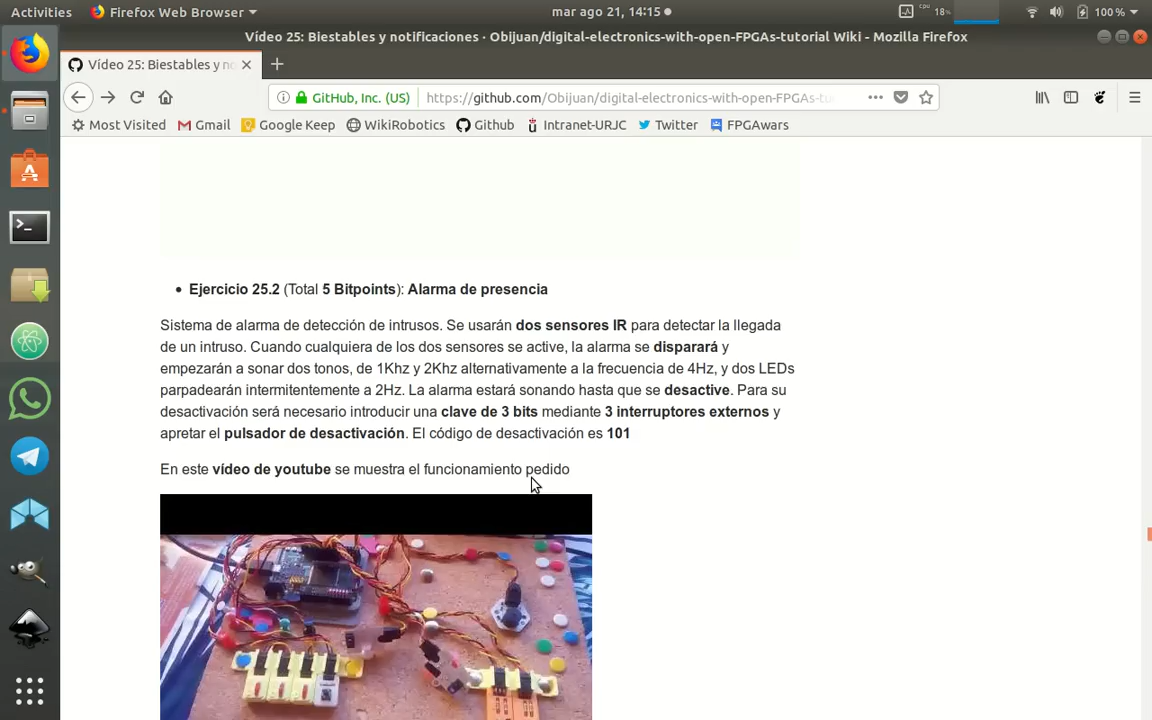 Activities Firefox Web Browser mar ago 21, 14:15 cpu 18% 100 %
Vídeo 25: Biestables y notificaciones · Obijuan/digital-electronics-with-open-FPGAs-tutorial Wiki - Mozilla Firefox
Vídeo 25: Biestables y no
GitHub, Inc. (US) https://github.com/Obijuan/digital-electronics-with-open-FPGAs-tu
Most Visited Gmail Google Keep WikiRobotics Github Intranet-URJC Twitter FPGAwars
Ejercicio 25.2 (Total 5 Bitpoints): Alarma de presencia
Sistema de alarma de detección de intrusos. Se usarán dos sensores IR para detectar la llegada
de un intruso. Cuando cualquiera de los dos sensores se active, la alarma se disparará y
empezarán a sonar dos tonos, de 1Khz y 2Khz alternativamente a la frecuencia de 4Hz, y dos LEDs
parpadearán intermitentemente a 2Hz. La alarma estará sonando hasta que se desactive. Para su
desactivación será necesario introducir una clave de 3 bits mediante 3 interruptores externos y
apretar el pulsador de desactivación. El código de desactivación es 101
En este vídeo de youtube se muestra el funcionamiento pedido